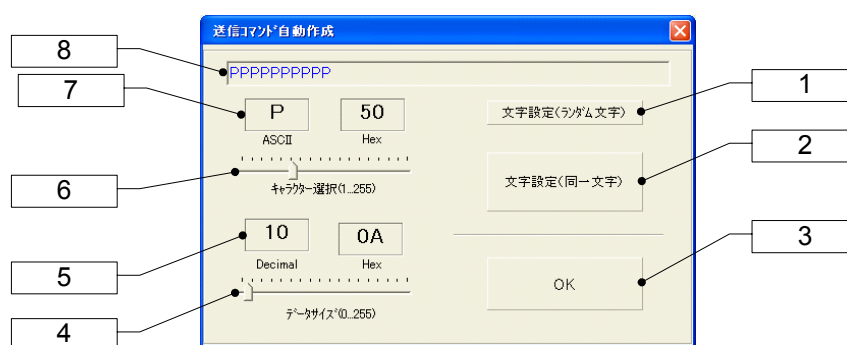 送信ｺﾏﾝﾄﾞ自動作成
8
PPPPPPPPPP
7
1
P
50
文字設定(ﾗﾝﾀﾞﾑ文字)
ASCII
Hex
2
6
ｷｬﾗｸﾀｰ選択(1...255)
文字設定(同一文字)
10
0A
3
5
Decimal
Hex
OK
4
ﾃﾞｰﾀｻｲｽﾞ(0...255)